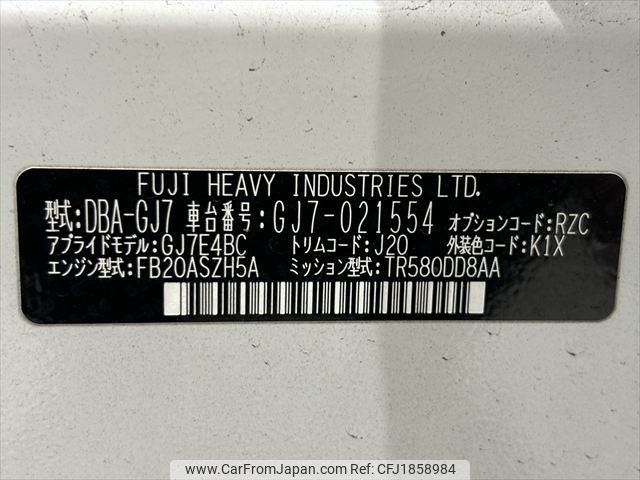 FUJI HEAVY INDUSTRIES LTD.
型式:DBA-GJ7 車台番号:GJ7-021554 オプションコード:RZC
アプライドモデル:GJ7E4BC トリムコード:J20 外装色コード:K1X
エンジン型式:FB20ASZH5A ミッション型式:TR580DD8AA
CAR FROM JAPAN
carfromjapan.com - CFJ1858984